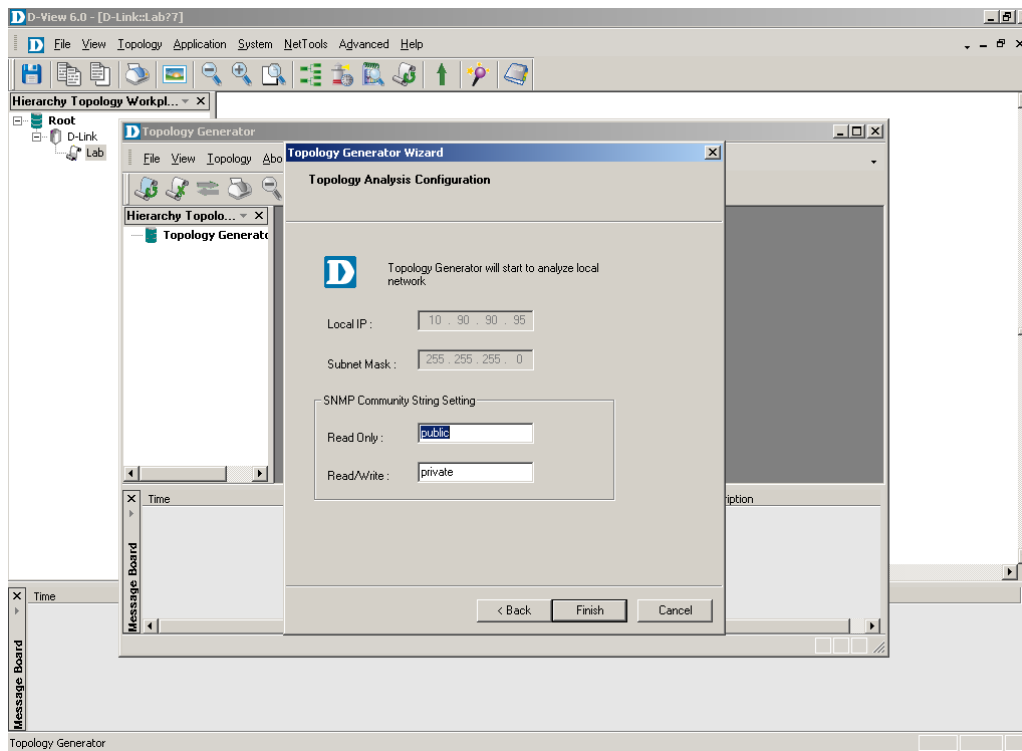 D-View 6.0 - [D-Link::Lab?7]
File View Topology Application System NetTools Advanced Help
Hierarchy Topology Workpl...
Root
D-Link
Lab
Topology Generator
File View Topology Abo
Hierarchy Topolo...
Topology Generato
Topology Generator Wizard
Topology Analysis Configuration
Topology Generator will start to analyze local
network
Local IP :
10 . 90 . 90 . 95
Subnet Mask :
255 . 255 . 255 . 0
SNMP Community String Setting
Read Only :
public
Read/Write :
private
< Back
Finish
Cancel
Time
ription
Message Board
Time
Message Board
Topology Generator